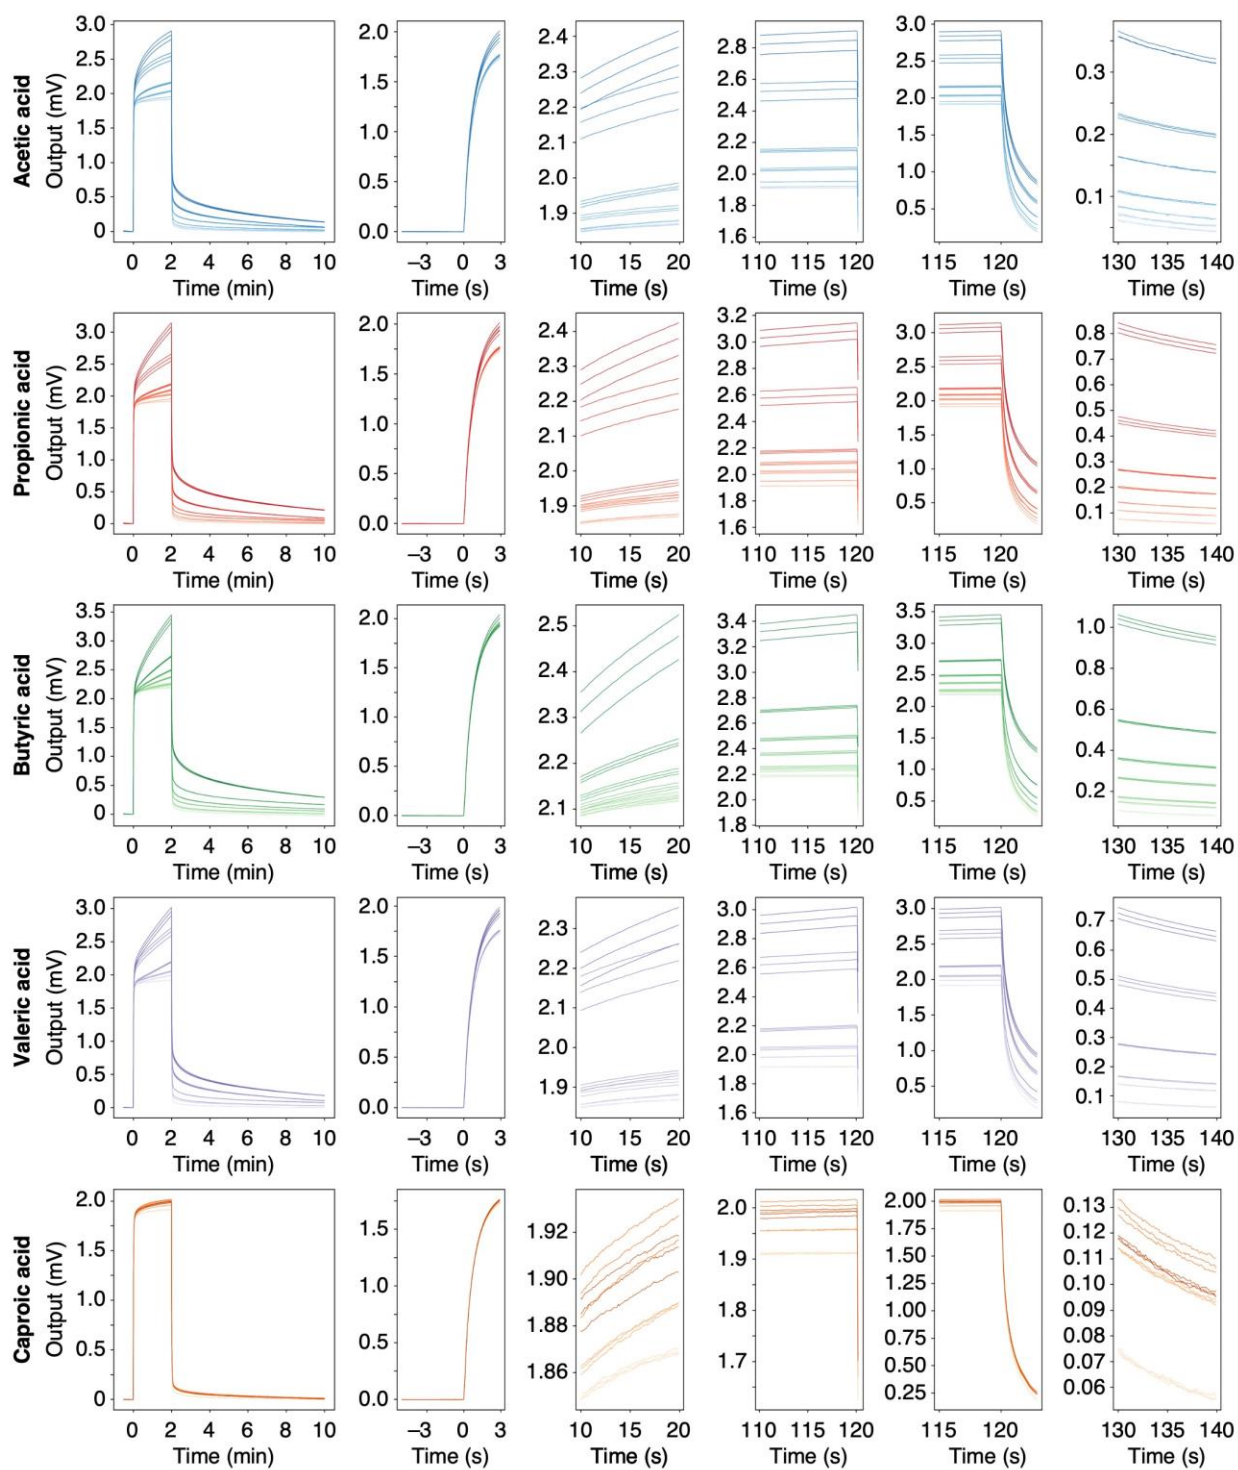 Acetic acid
Output (mV)
3.0
2.5
2.0
1.5
1.0
0.5
0
0 2 4 6 8 10
Time (min)
2.0
1.5
1.0
0.5
0.0
–3 0 3
Time (s)
2.4
2.3
2.2
2.1
2.0
1.9
10 15 20
Time (s)
2.8
2.6
2.4
2.2
2.0
1.8
1.6
110 115 120
Time (s)
3.0
2.5
2.0
1.5
1.0
0.5
115 120
Time (s)
0.3
0.2
0.1
130 135 140
Time (s)
Propionic acid
Output (mV)
3.0
2.5
2.0
1.5
1.0
0.5
0
0 2 4 6 8 10
Time (min)
2.0
1.5
1.0
0.5
0.0
–3 0 3
Time (s)
2.4
2.3
2.2
2.1
2.0
1.9
10 15 20
Time (s)
3.2
3.0
2.8
2.6
2.4
2.2
2.0
1.8
1.6
110 115 120
Time (s)
3.0
2.5
2.0
1.5
1.0
0.5
115 120
Time (s)
0.8
0.7
0.6
0.5
0.4
0.3
0.2
0.1
130 135 140
Time (s)
Butyric acid
Output (mV)
3.5
3.0
2.5
2.0
1.5
1.0
0.5
0
0 2 4 6 8 10
Time (min)
2.0
1.5
1.0
0.5
0.0
–3 0 3
Time (s)
2.5
2.4
2.3
2.2
2.1
10 15 20
Time (s)
3.4
3.2
3.0
2.8
2.6
2.4
2.2
2.0
1.8
110 115 120
Time (s)
3.5
3.0
2.5
2.0
1.5
1.0
0.5
115 120
Time (s)
1.0
0.8
0.6
0.4
0.2
130 135 140
Time (s)
Valeric acid
Output (mV)
3.0
2.5
2.0
1.5
1.0
0.5
0
0 2 4 6 8 10
Time (min)
2.0
1.5
1.0
0.5
0.0
–3 0 3
Time (s)
2.3
2.2
2.1
2.0
1.9
10 15 20
Time (s)
3.0
2.8
2.6
2.4
2.2
2.0
1.8
1.6
110 115 120
Time (s)
3.0
2.5
2.0
1.5
1.0
0.5
115 120
Time (s)
0.7
0.6
0.5
0.4
0.3
0.2
0.1
130 135 140
Time (s)
Caproic acid
Output (mV)
2.0
1.5
1.0
0.5
0
0 2 4 6 8 10
Time (min)
1.5
1.0
0.5
0.0
–3 0 3
Time (s)
1.92
1.90
1.88
1.86
10 15 20
Time (s)
2.0
1.9
1.8
1.7
110 115 120
Time (s)
2.00
1.75
1.50
1.25
1.00
0.75
0.50
0.25
115 120
Time (s)
0.13
0.12
0.11
0.10
0.09
0.08
0.07
0.06
130 135 140
Time (s)